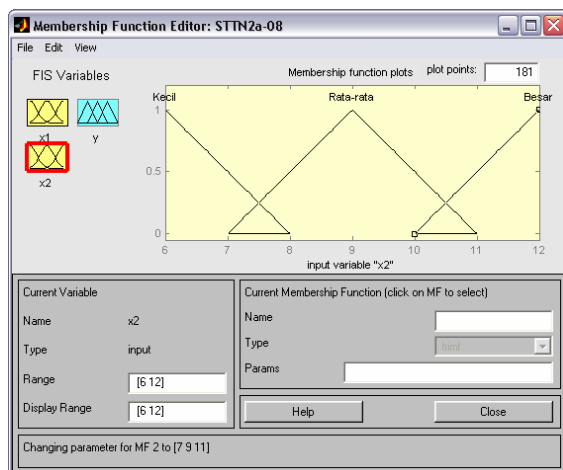 Membership Function Editor: STTN2a-08
File Edit View
FIS Variables
x1
y
x2
Membership function plots plot points: 181
Kecil Rata-rata Besar
1
0.5
0
6 7 8 9 10 11 12
input variable "x2"
Current Variable
Name x2
Type input
Range [6 12]
Display Range [6 12]
Current Membership Function (click on MF to select)
Name
Type trimf
Params
Help Close
Changing parameter for MF 2 to [7 9 11]